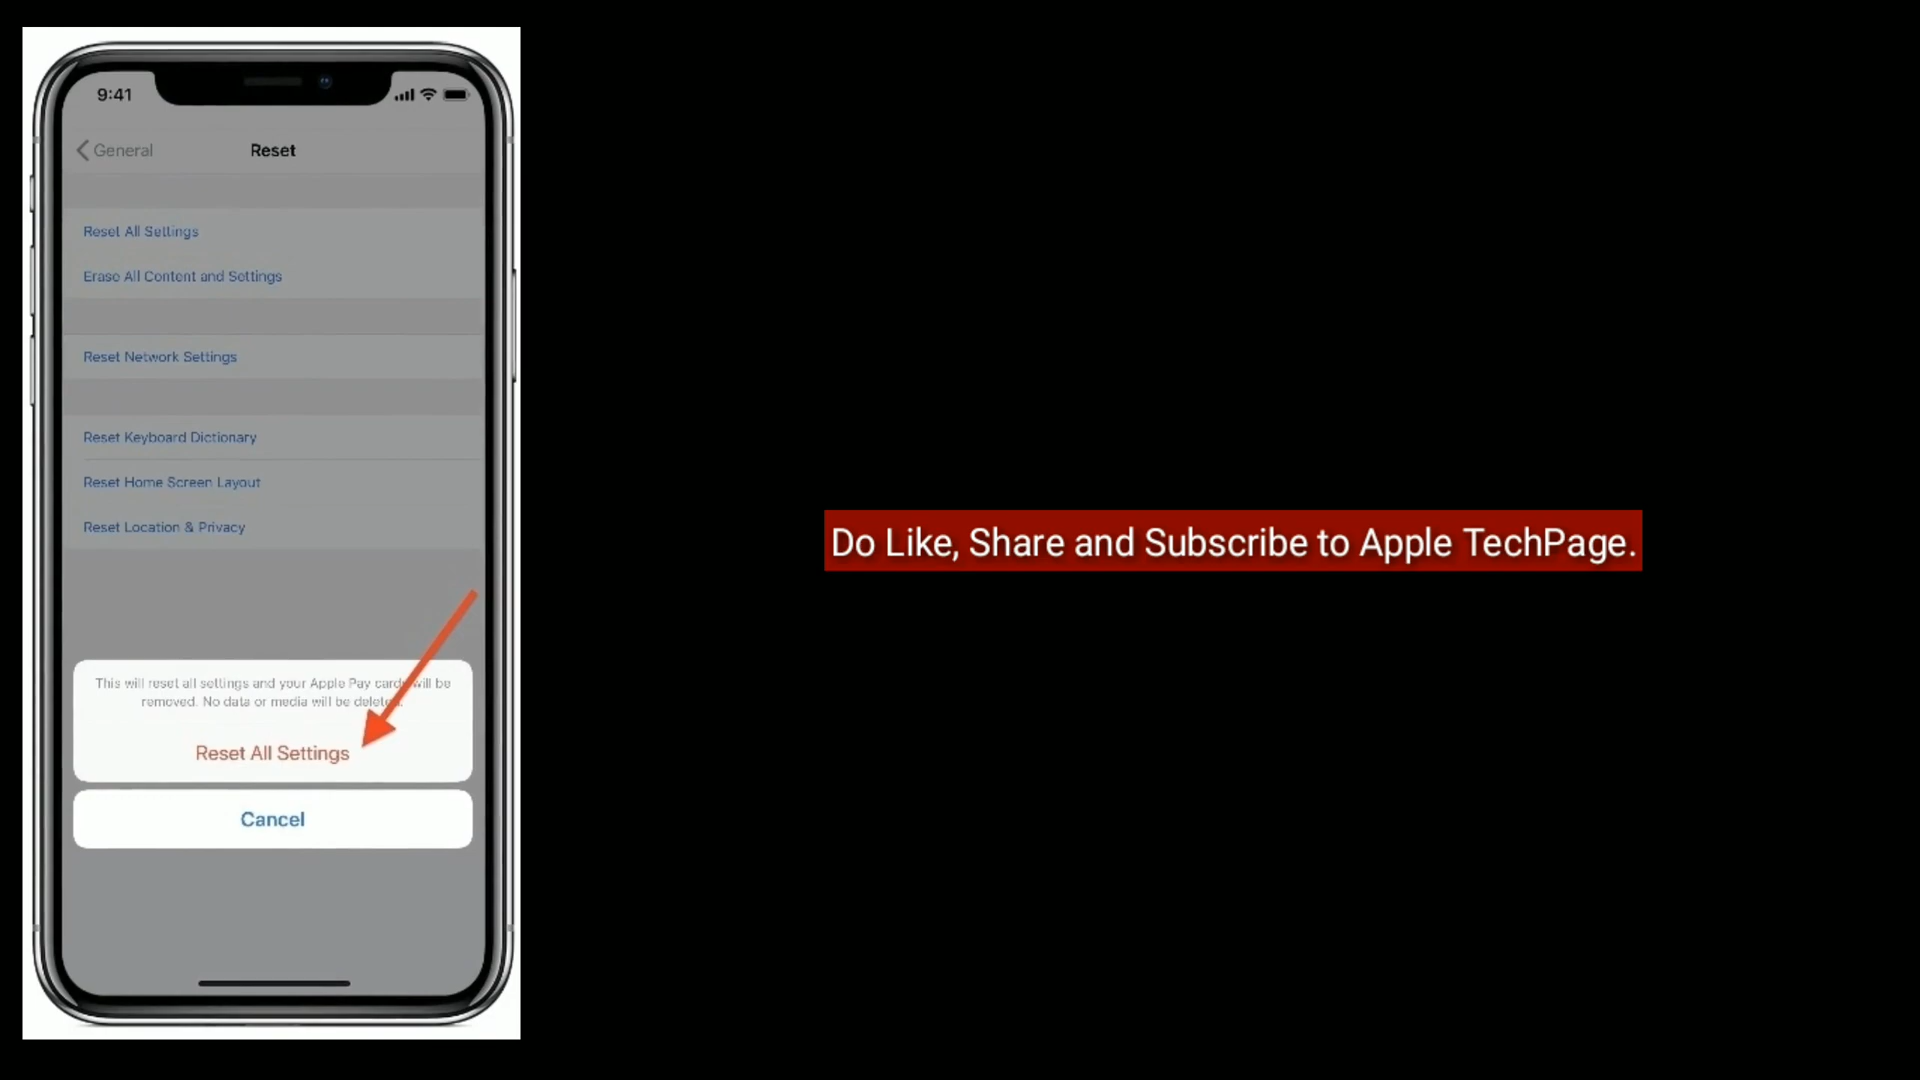 9:41
General
Reset
Reset All Settings
Erase All Content and Settings
Reset Network Settings
Reset Keyboard Dictionary
Reset Home Screen Layout
Reset Location & Privacy
This will reset all settings and your Apple Pay cards will be
removed. No data or media will be deleted.
Reset All Settings
Cancel
Do Like, Share and Subscribe to Apple TechPage.